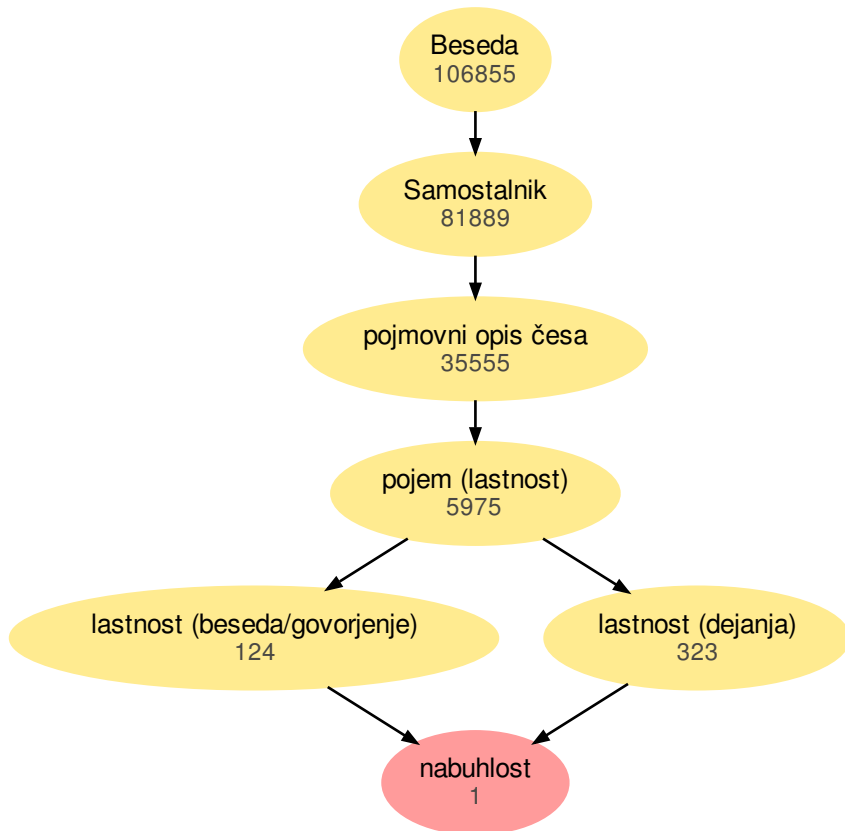 Beseda
106855
Samostalnik
81889
pojmovni opis česa
35555
pojem (lastnost)
5975
lastnost (beseda/govorjenje)
124
lastnost (dejanja)
323
nabuhlost
1